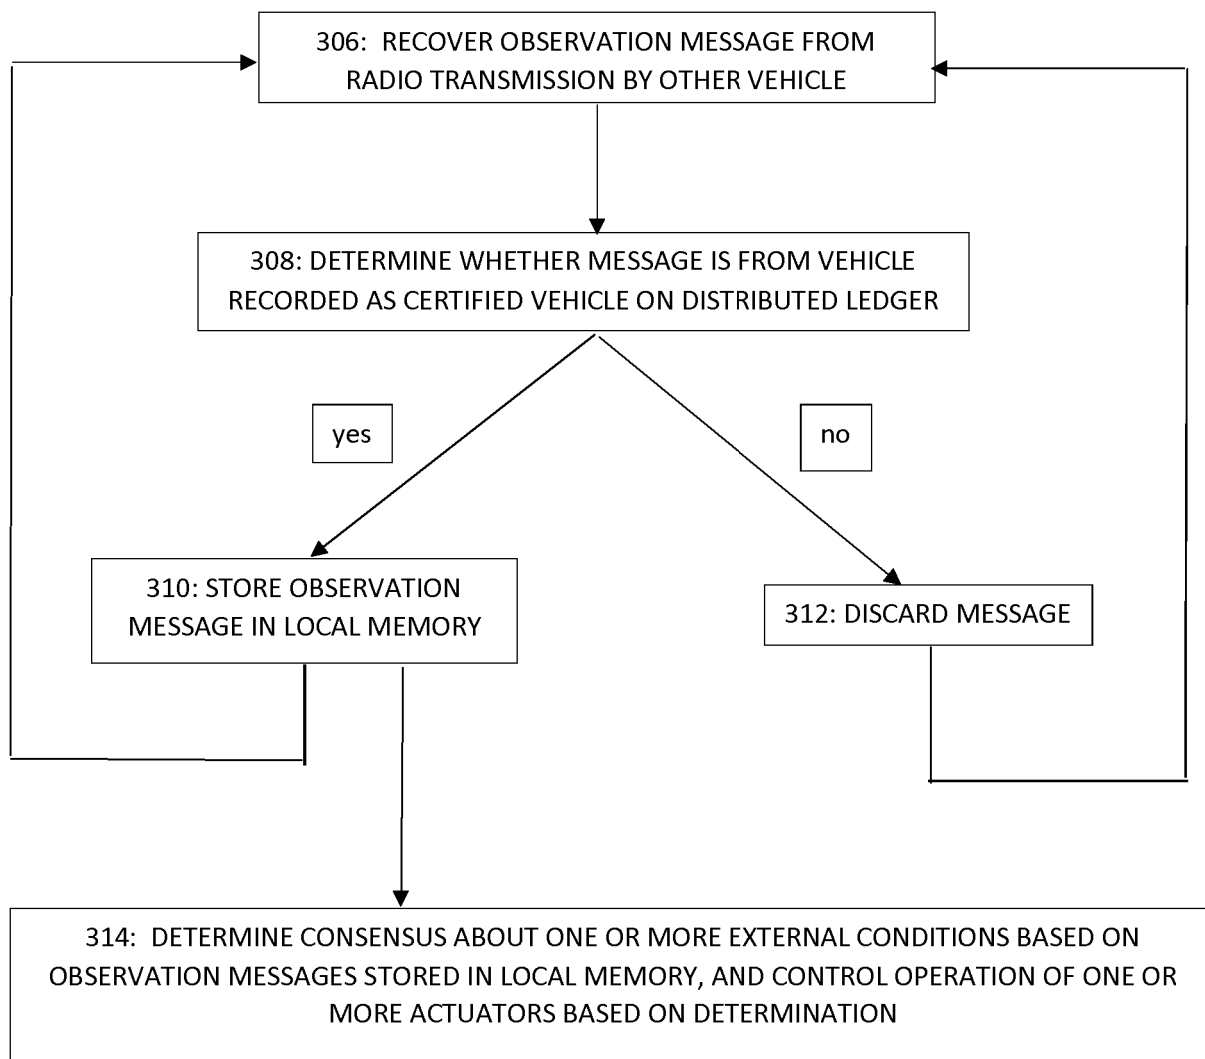 306:  RECOVER OBSERVATION MESSAGE FROM
RADIO TRANSMISSION BY OTHER VEHICLE
308: DETERMINE WHETHER MESSAGE IS FROM VEHICLE
RECORDED AS CERTIFIED VEHICLE ON DISTRIBUTED LEDGER
yes
no
310: STORE OBSERVATION
MESSAGE IN LOCAL MEMORY
312: DISCARD MESSAGE
314:  DETERMINE CONSENSUS ABOUT ONE OR MORE EXTERNAL CONDITIONS BASED ON
OBSERVATION MESSAGES STORED IN LOCAL MEMORY, AND CONTROL OPERATION OF ONE OR
MORE ACTUATORS BASED ON DETERMINATION